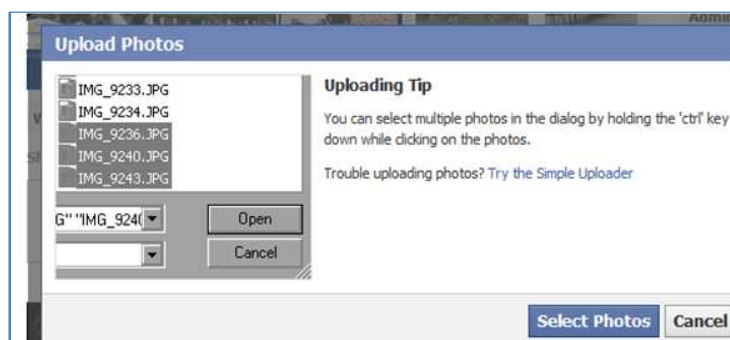 Admin
Upload Photos
IMG_9233.JPG
IMG_9234.JPG
IMG_9236.JPG
IMG_9240.JPG
IMG_9243.JPG
G" "IMG_924(
Open
Cancel
Uploading Tip
You can select multiple photos in the dialog by holding the 'ctrl' key
down while clicking on the photos.
Trouble uploading photos? Try the Simple Uploader
Select Photos
Cancel